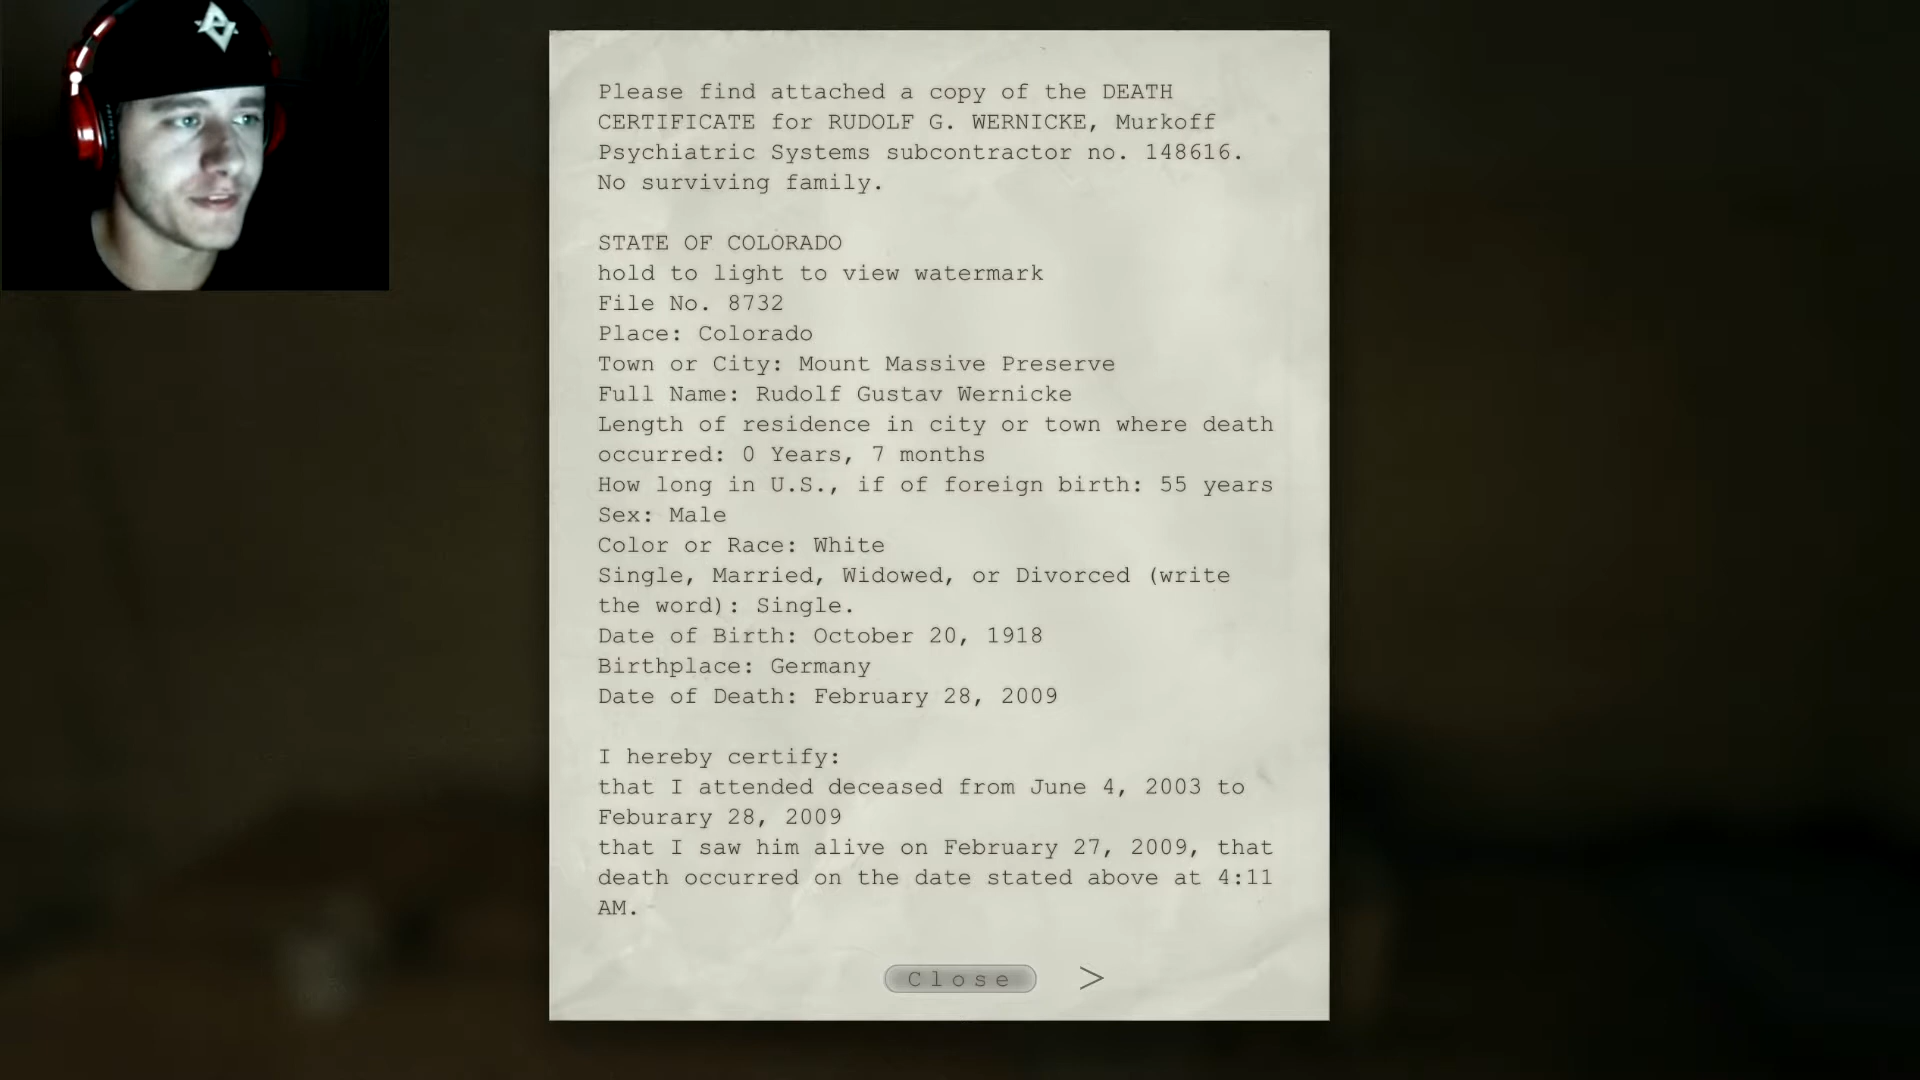 Please find attached a copy of the DEATH
CERTIFICATE for RUDOLF G. WERNICKE, Murkoff
Psychiatric Systems subcontractor no. 148616.
No surviving family.
STATE OF COLORADO
hold to light to view watermark
File No. 8732
Place: Colorado
Town or City: Mount Massive Preserve
Full Name: Rudolf Gustav Wernicke
Length of residence in city or town where death
occurred: 0 Years, 7 months
How long in U.S., if of foreign birth: 55 years
Sex: Male
Color or Race: White
Single, Married, Widowed, or Divorced (write
the word): Single.
Date of Birth: October 20, 1918
Birthplace: Germany
Date of Death: February 28, 2009
I hereby certify:
that I attended deceased from June 4, 2003 to
Feburary 28, 2009
that I saw him alive on February 27, 2009, that
death occurred on the date stated above at 4:11
AM.
Close >